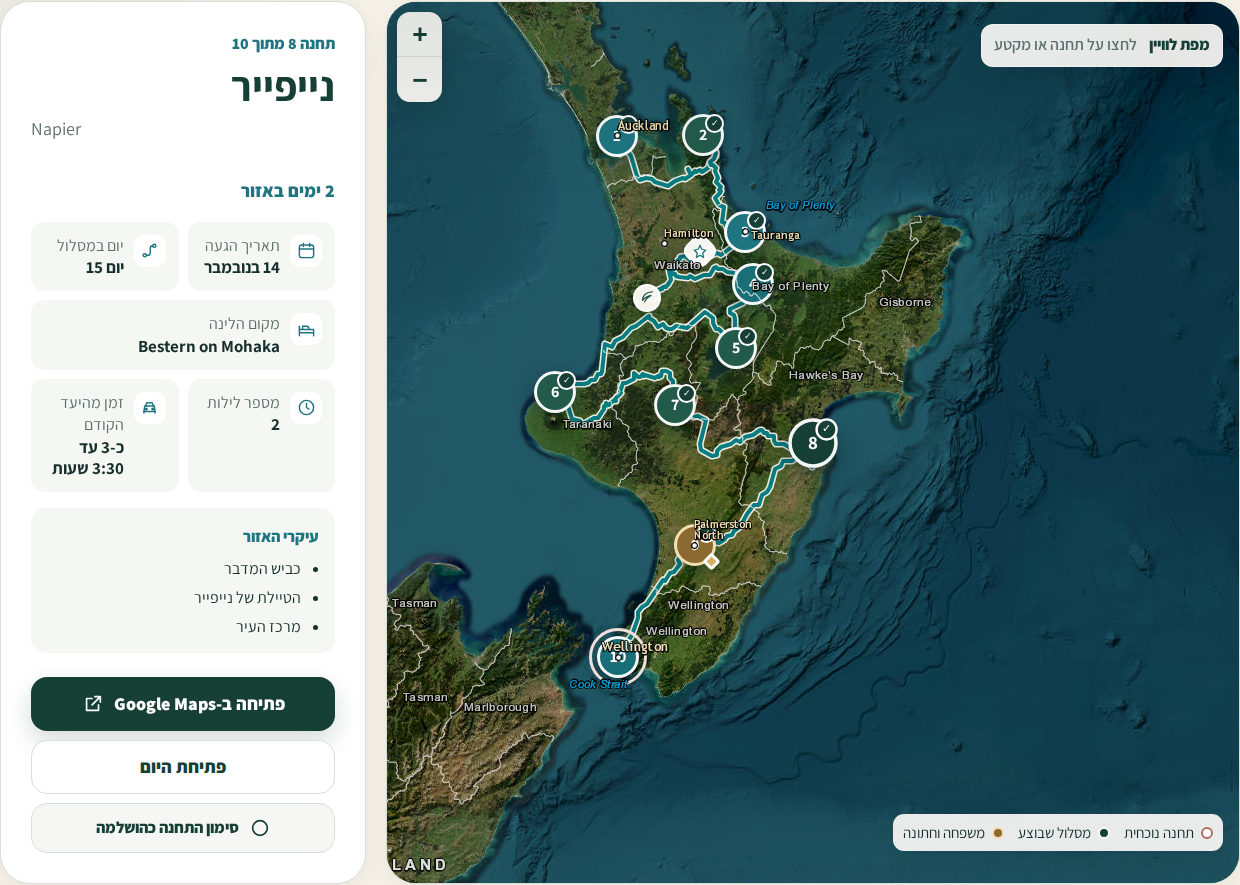 תחנה 8 מתוך 10
נייפייר
Napier
2 ימים באזור
תאריך הגעה
14 בנובמבר
יום במסלול
יום 15
מקום הלינה
Bestern on Mohaka
מספר לילות
2
זמן מהיעד
הקודם
כ-3 עד
3:30 שעות
עיקרי האזור
כביש המדבר
הטיילת של נייפייר
מרכז העיר
פתיחה ב-Google Maps
פתיחת היום
סימון התחנה כהושלמה
+
−
מפת לוויין לחצו על תחנה או מקטע
Auckland
2
Bay of Plenty
Hamilton
Tauranga
Waikato
Bay of Plenty
Gisborne
5
Hawke's Bay
6
7
Taranaki
8
Palmerston
North
Tasman
Wellington
Wellington
Wellington
10
Cook Strait
Tasman
Marlborough
LAND
תחנה נוכחית
מסלול שבוצע
משפחה וחתונה